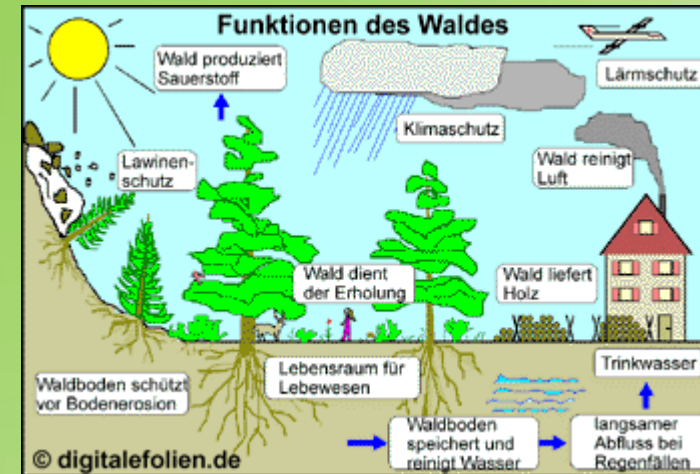 Funktionen des Waldes
Wald produziert
Sauerstoff
Lärmschutz
Klimaschutz
Lawinen-
schutz
Wald reinigt
Luft
Wald dient
der Erholung
Wald liefert
Holz
Waldboden schützt
vor Bodenerosion
Lebensraum für
Lebewesen
Trinkwasser
Waldboden
speichert und
reinigt Wasser
langsamer
Abfluss bei
Regenfällen
© digitalefolien.de